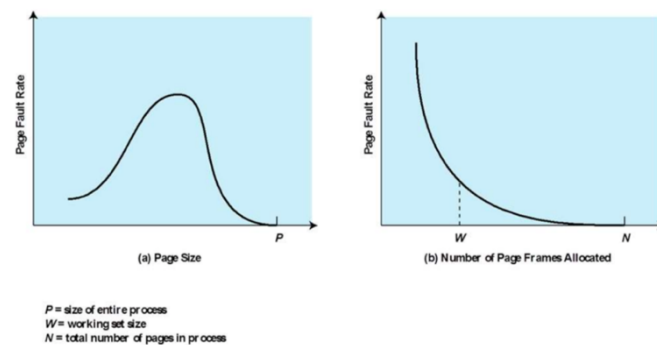 Page Fault Rate
P
(a) Page Size
Page Fault Rate
W
N
(b) Number of Page Frames Allocated
P = size of entire process
W = working set size
N = total number of pages in process